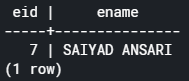 eid | ename
-----+---------------
7 | SAIYAD ANSARI
(1 row)